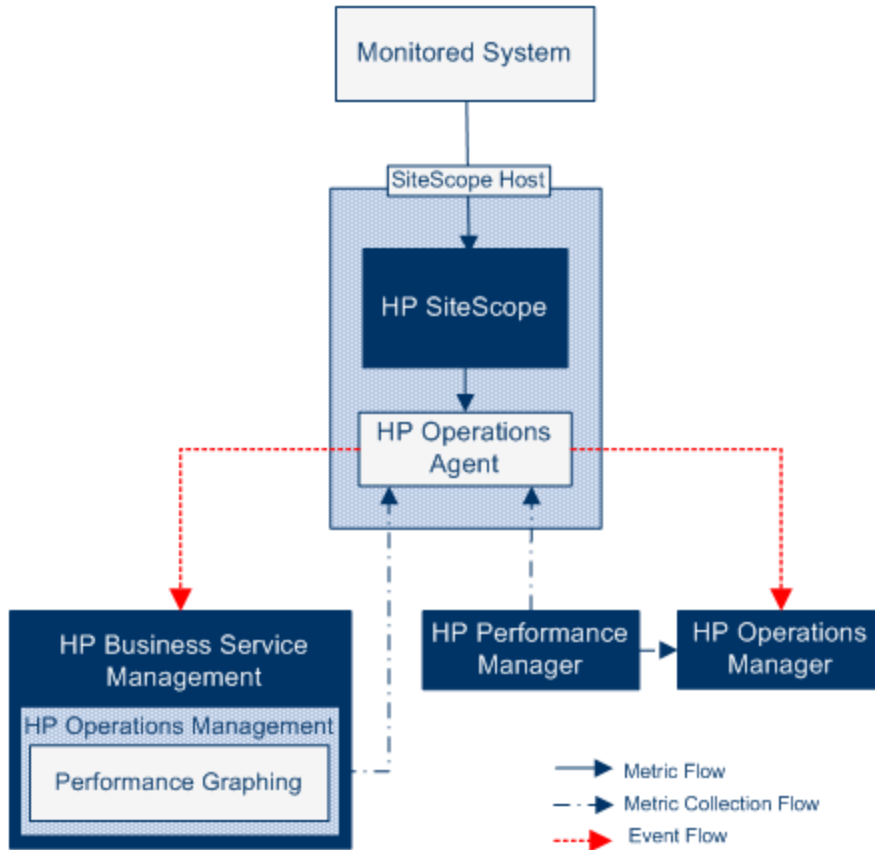 Monitored System
SiteScope Host
HP SiteScope
HP Operations
Agent
HP Business Service
Management
HP Operations Management
Performance Graphing
HP Performance
Manager
HP Operations
Manager
Metric Flow
Metric Collection Flow
Event Flow